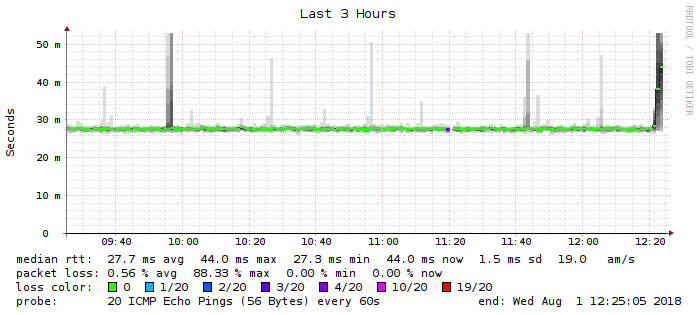 Last 3 Hours
RRDTOOL / TOBI OETIKER
Seconds
50 m
40 m
30 m
20 m
10 m
0
09:40 10:00 10:20 10:40 11:00 11:20 11:40 12:00 12:20
median rtt: 27.7 ms avg 44.0 ms max 27.3 ms min 44.0 ms now 1.5 ms sd 19.0 am/s
packet loss: 0.56 % avg 88.33 % max 0.00 % min 0.00 % now
loss color: 0 1/20 2/20 3/20 4/20 10/20 19/20
probe: 20 ICMP Echo Pings (56 Bytes) every 60s end: Wed Aug 1 12:25:05 2018